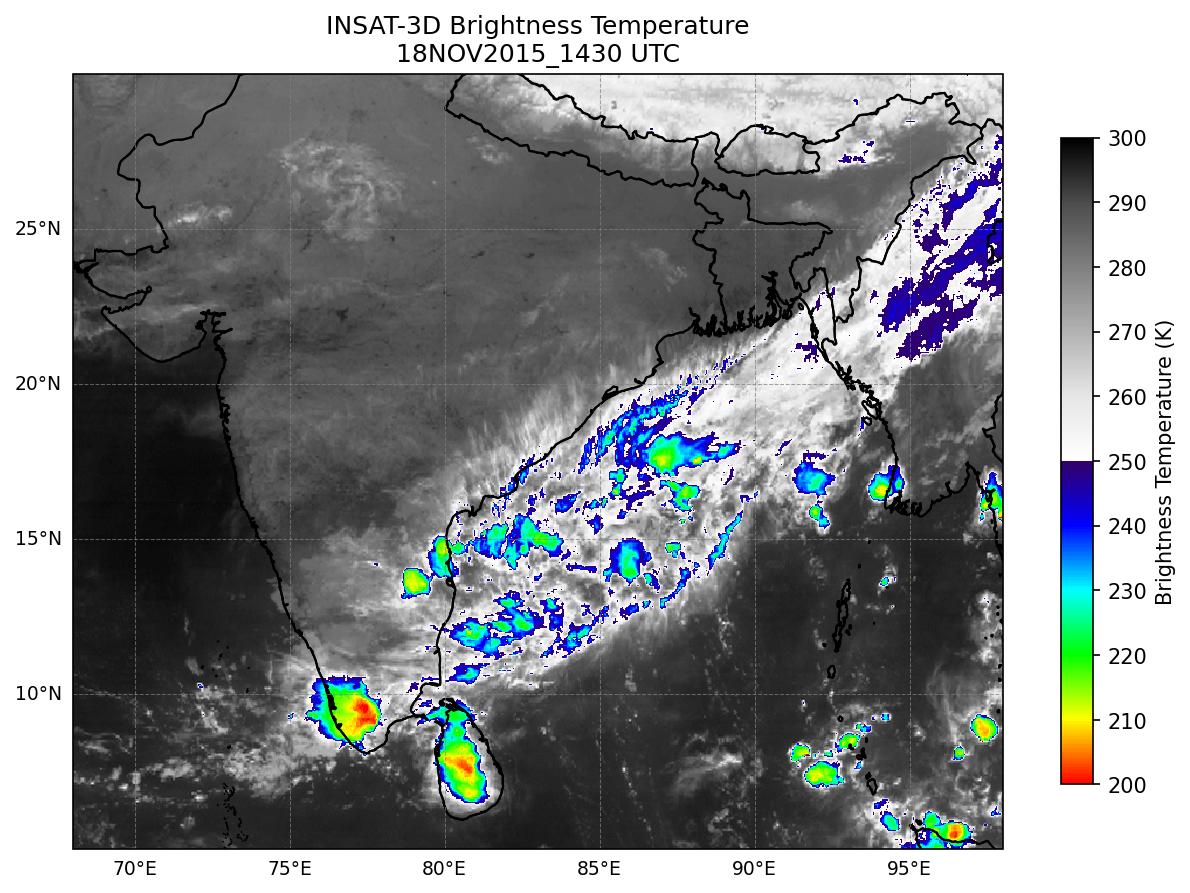 INSAT-3D Brightness Temperature
18NOV2015_1430 UTC
25°N
20°N
15°N
10°N
70°E
75°E
80°E
85°E
90°E
95°E
300
290
280
270
260
250
240
230
220
210
200
Brightness Temperature (K)